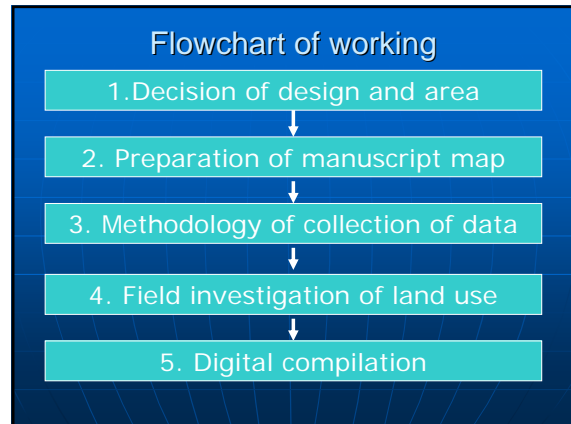 Flowchart of working
1.Decision of design and area
2. Preparation of manuscript map
3. Methodology of collection of data
4. Field investigation of land use
5. Digital compilation